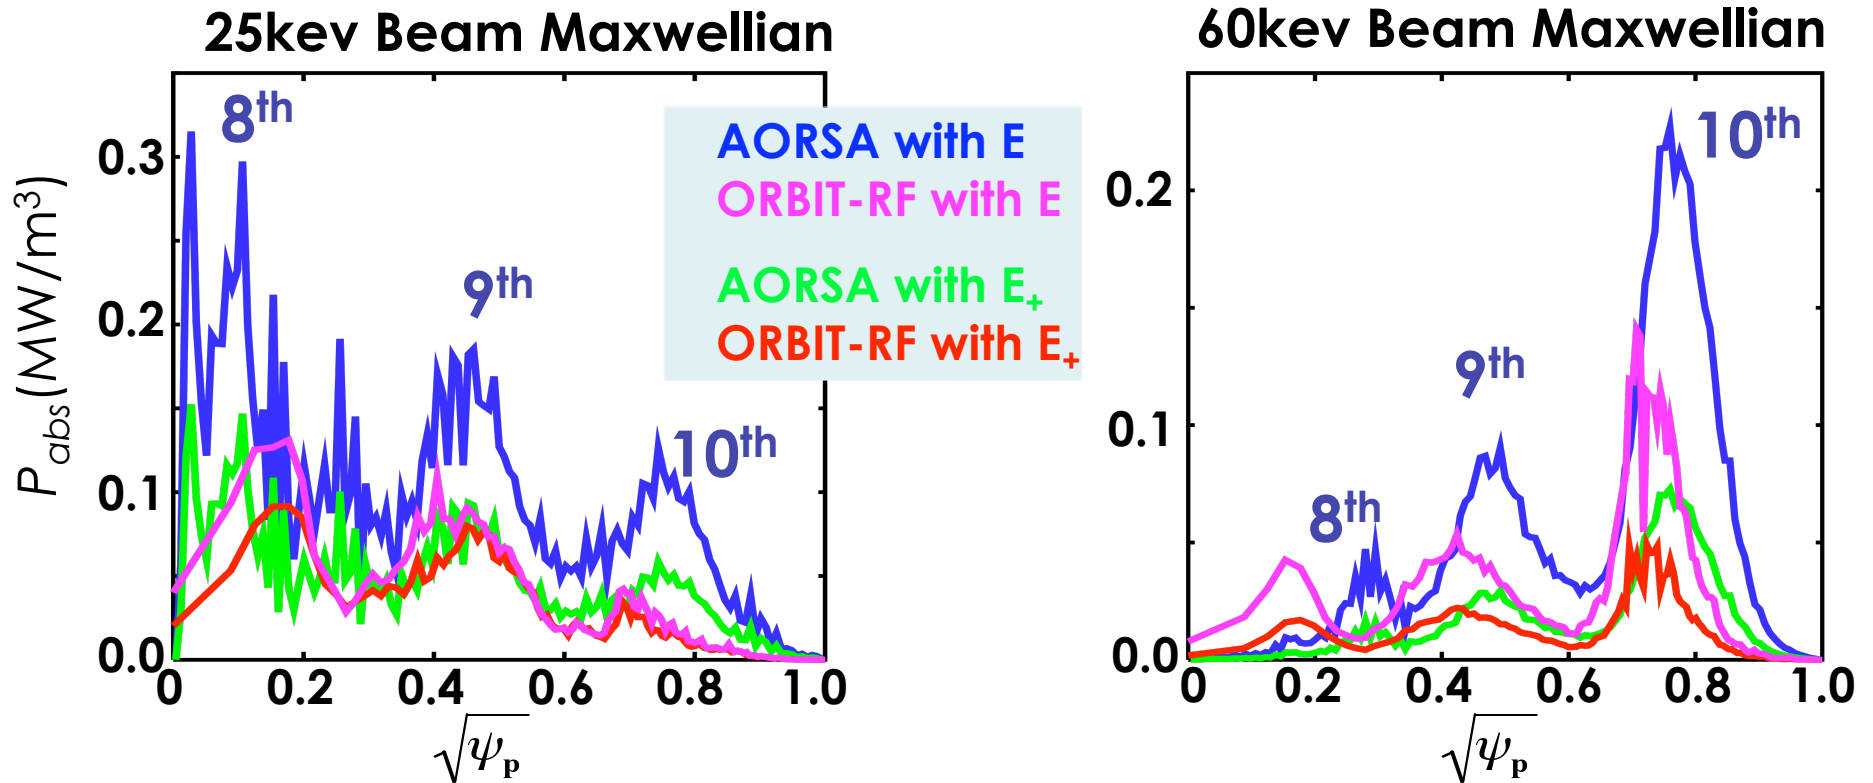 25kev Beam Maxwellian
60kev Beam Maxwellian
P_abs (MW/m³)
0.3
0.2
0.1
0.0
0 0.2 0.4 0.6 0.8 1.0
√ψ_p
8th
9th
10th
AORSA with E
ORBIT-RF with E
AORSA with E₊
ORBIT-RF with E₊
0.2
0.1
0.0
0 0.2 0.4 0.6 0.8 1.0
√ψ_p
8th
9th
10th